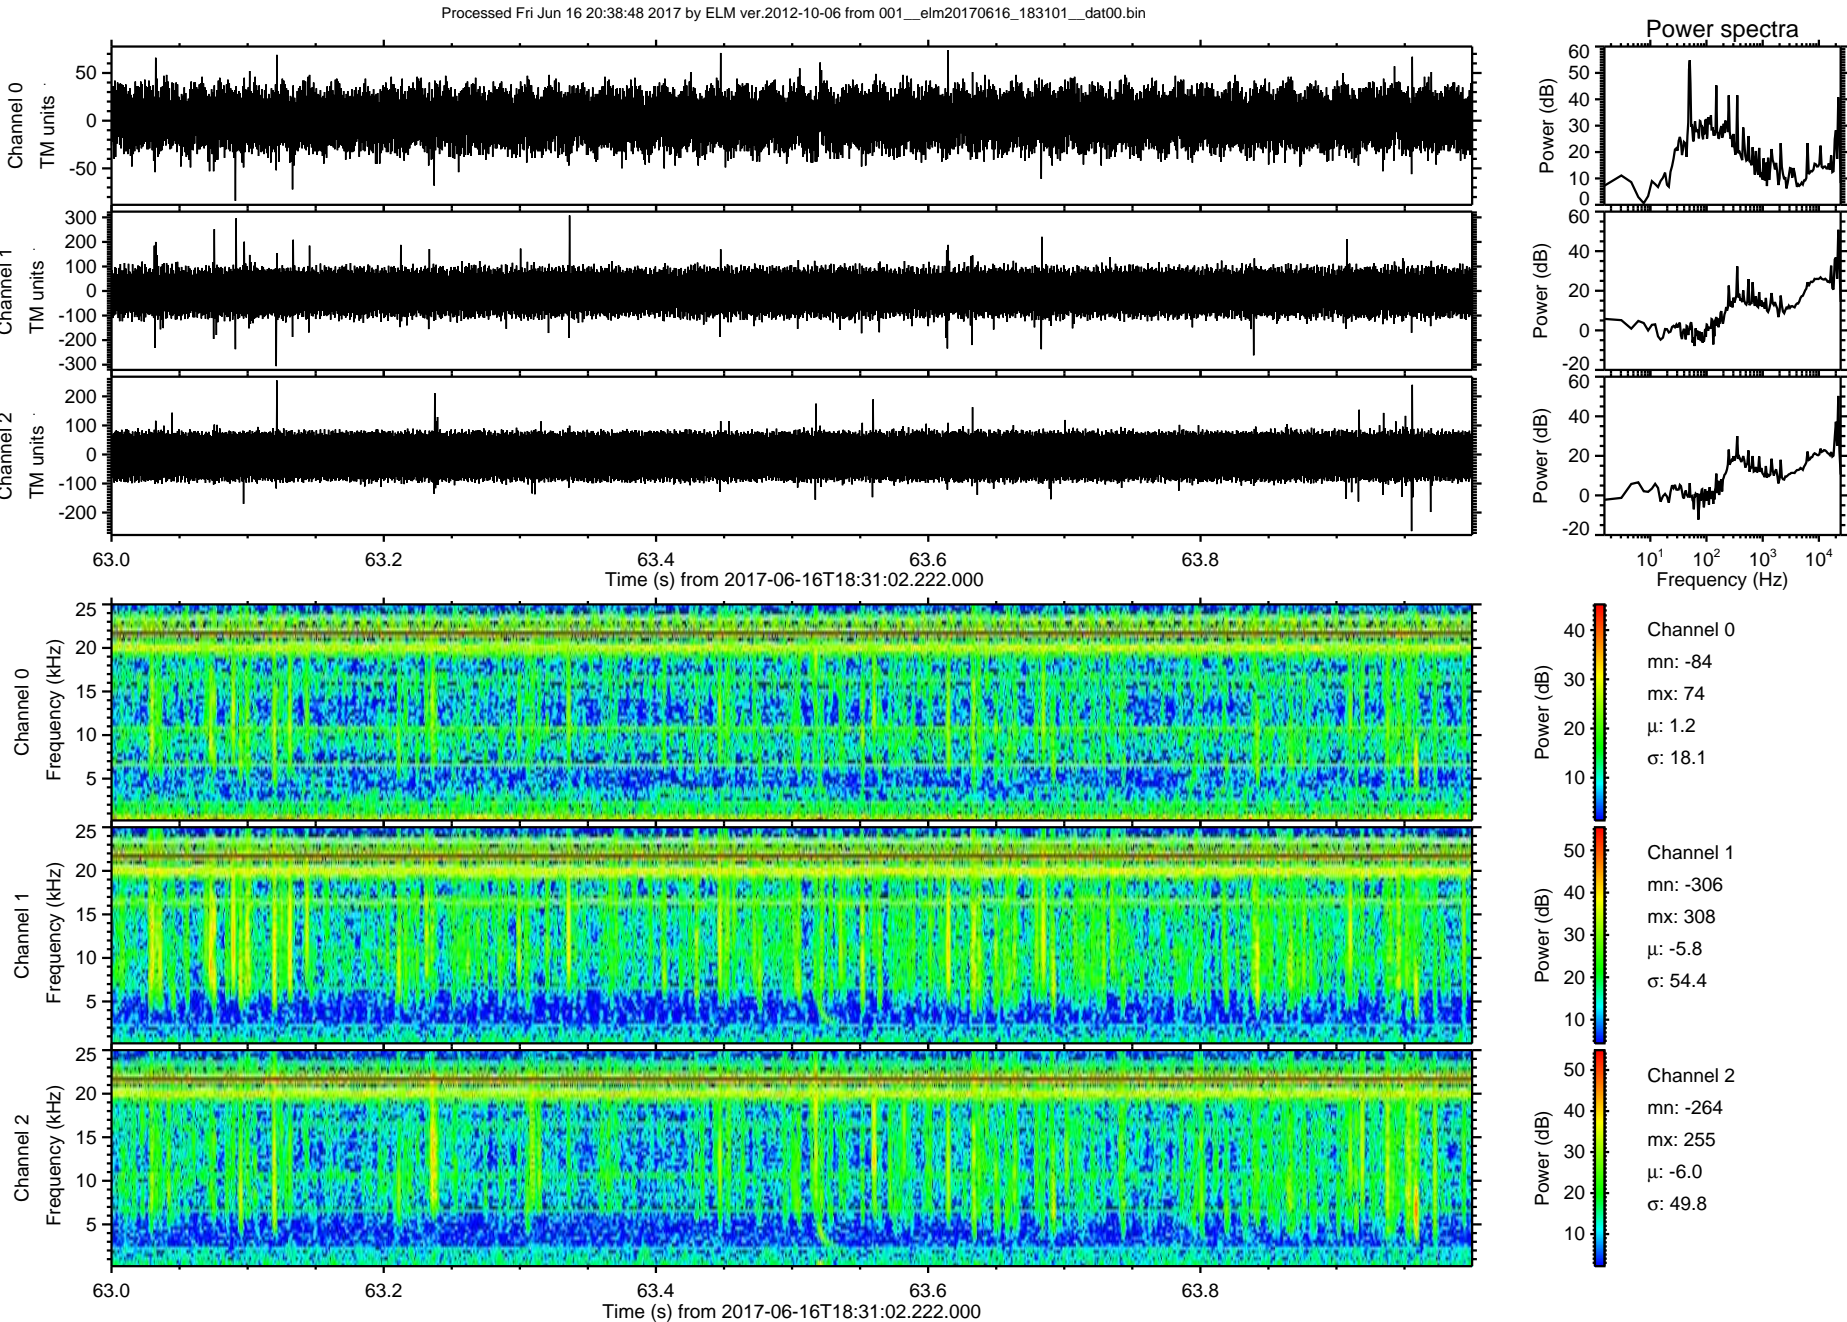 Processed Fri Jun 16 20:38:48 2017 by ELM ver.2012-10-06 from 001__elm20170616_183101__dat00.bin
Power spectra
Channel 0
TM units
50
0
-50
Power (dB)
60
50
40
30
20
10
0
Channel 1
TM units
300
200
100
0
-100
-200
-300
Power (dB)
60
40
20
0
-20
Channel 2
TM units
200
100
0
-100
-200
Power (dB)
60
40
20
0
-20
63.0 63.2 63.4 63.6 63.8
Time (s) from 2017-06-16T18:31:02.222.000
10¹ 10² 10³ 10⁴
Frequency (Hz)
Channel 0
Frequency (kHz)
25
20
15
10
5
Power (dB)
40
30
20
10
Channel 0
mn: -84
mx: 74
μ: 1.2
σ: 18.1
Channel 1
Frequency (kHz)
25
20
15
10
5
Power (dB)
50
40
30
20
10
Channel 1
mn: -306
mx: 308
μ: -5.8
σ: 54.4
Channel 2
Frequency (kHz)
25
20
15
10
5
Power (dB)
50
40
30
20
10
Channel 2
mn: -264
mx: 255
μ: -6.0
σ: 49.8
63.0 63.2 63.4 63.6 63.8
Time (s) from 2017-06-16T18:31:02.222.000